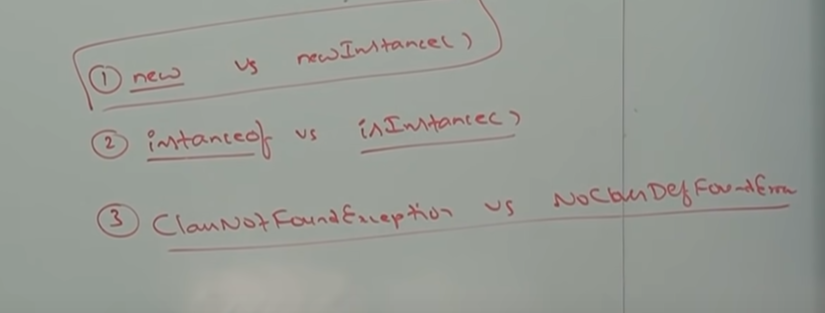 ① new vs newInstance()
② instanceof vs isInstance()
③ ClassNotFoundException vs NoClassDefFoundError